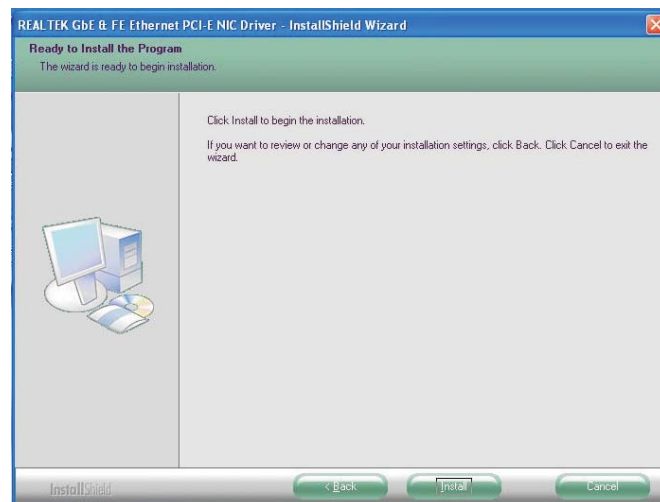 REALTEK GbE & FE Ethernet PCI-E NIC Driver - InstallShield Wizard
Ready to Install the Program
The wizard is ready to begin installation.
Click Install to begin the installation.
If you want to review or change any of your installation settings, click Back. Click Cancel to exit the
wizard.
InstallShield
< Back
Install
Cancel